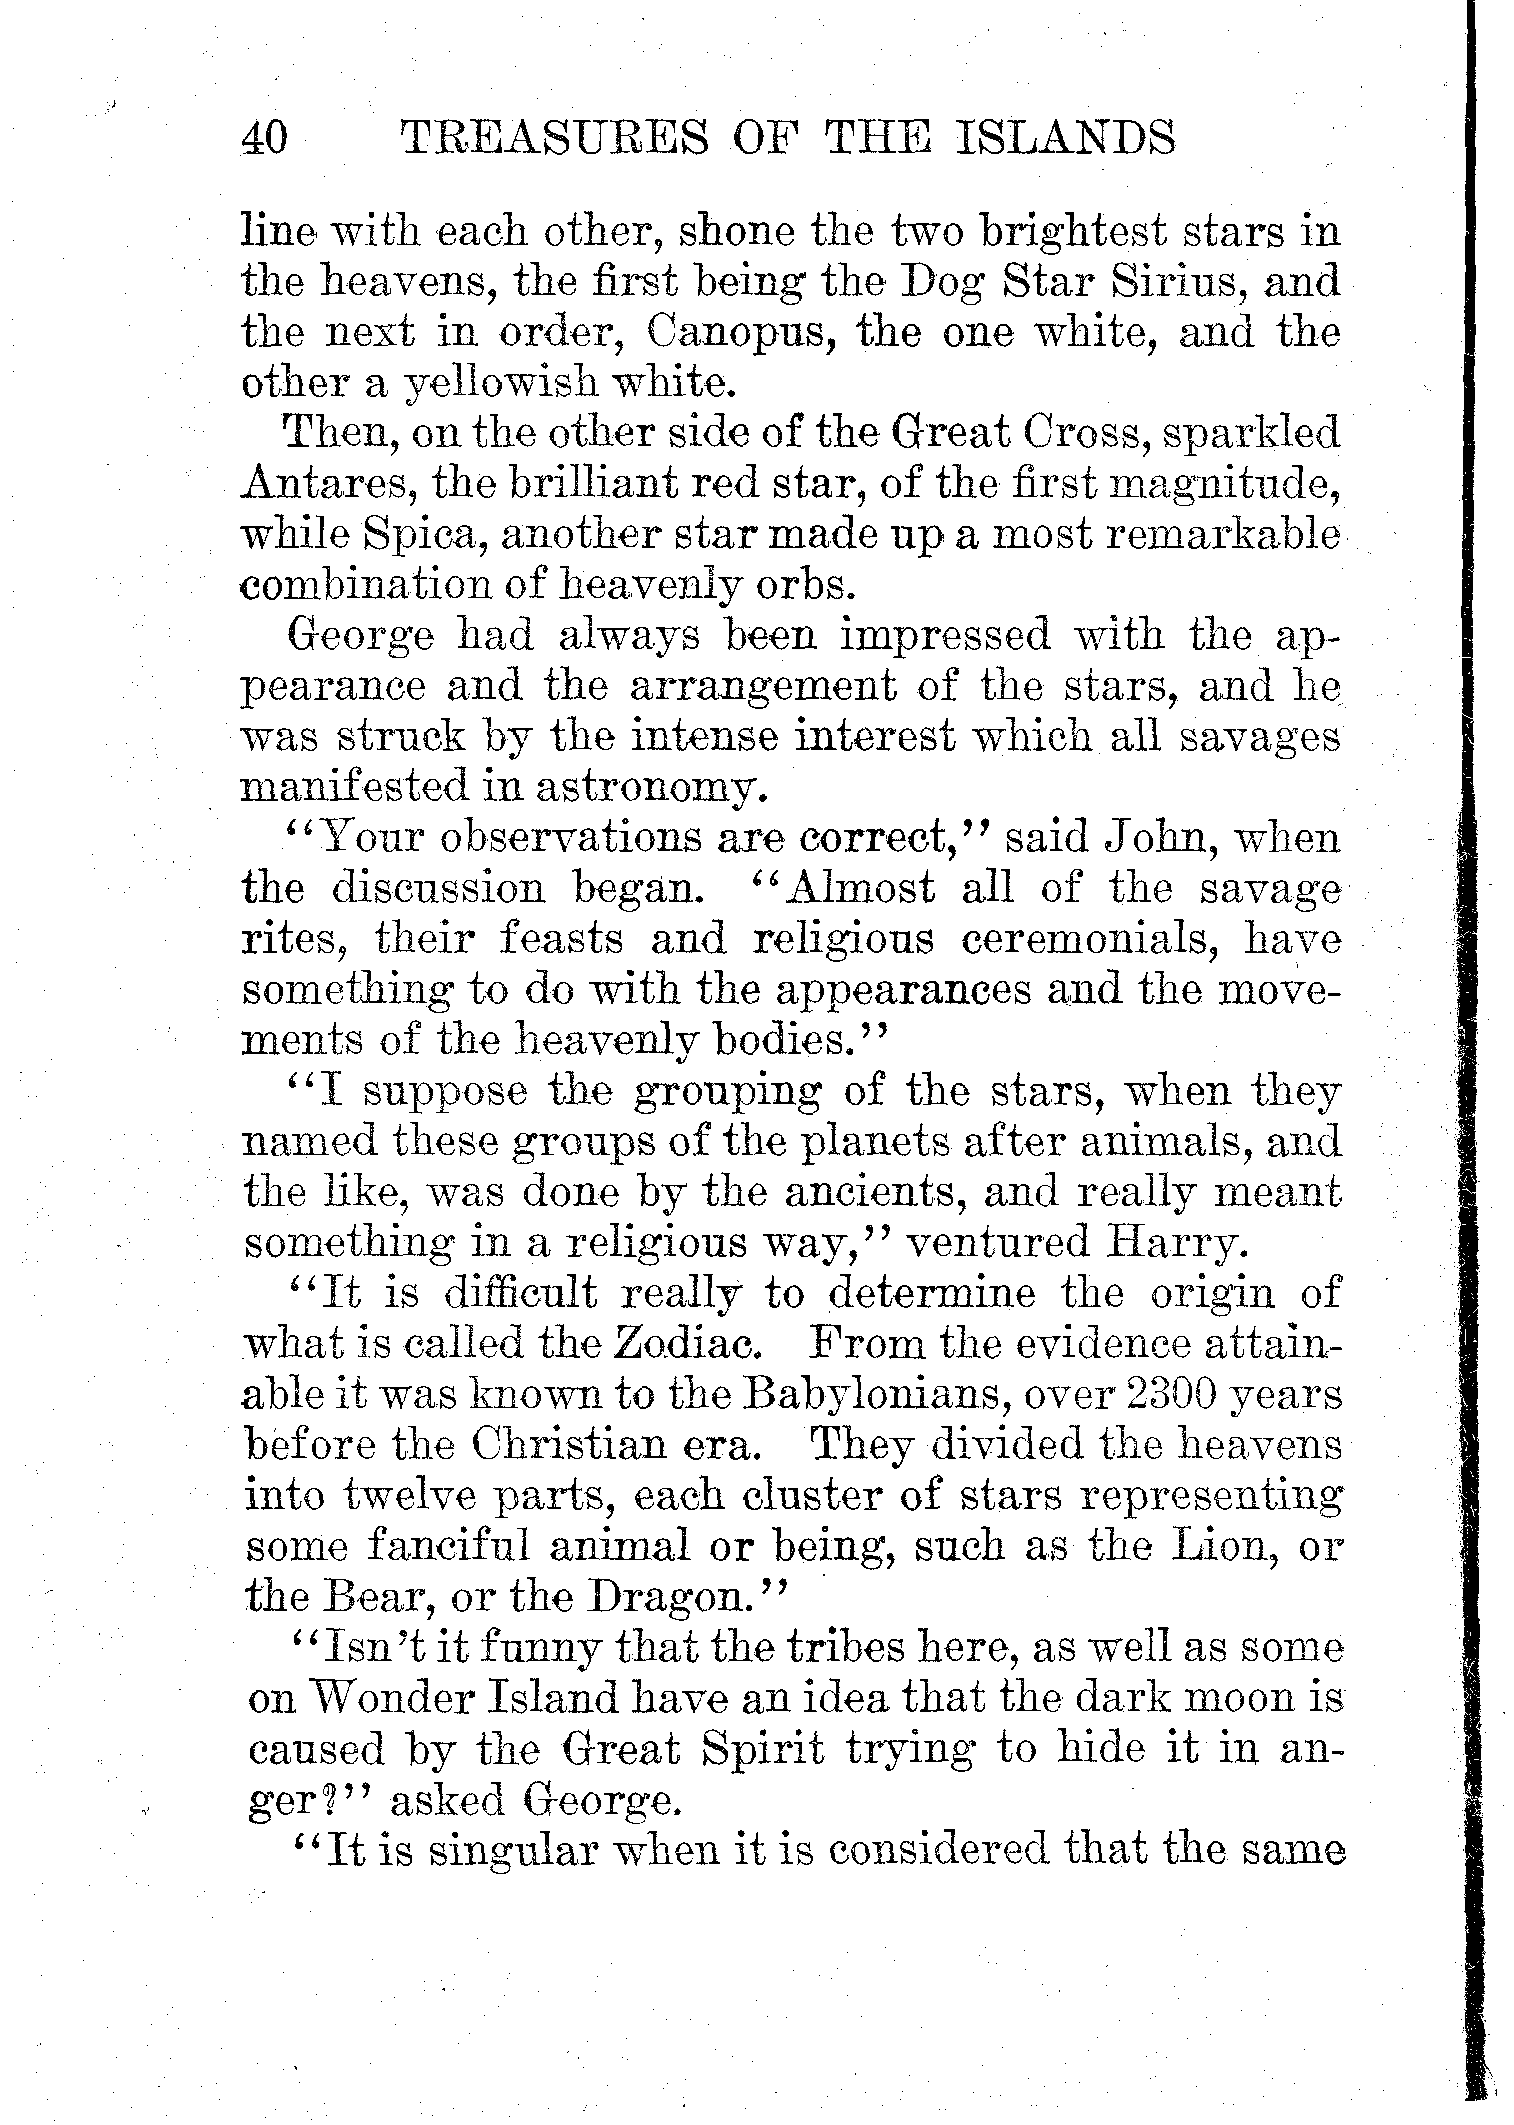 40 TREASURES OF THE ISLANDS
line with each other, shone the two brightest stars in
the heavens, the first being the Dog Star Sirius, and
the next in order, Canopus, the one white, and the
other a yellowish white.
Then, on the other side of the Great Cross, sparkled
Antares, the brilliant red star, of the first magnitude,
while Spica, another star made up a most remarkable
combination of heavenly orbs.
George had always been impressed with the ap-
pearance and the arrangement of the stars, and he
was struck by the intense interest which all savages
manifested in astronomy.
"Your observations are correct," said John, when
the discussion began. "Almost all of the savage
rites, their feasts and religious ceremonials, have
something to do with the appearances and the move-
ments of the heavenly bodies."
"I suppose the grouping of the stars, when they
named these groups of the planets after animals, and
the like, was done by the ancients, and really meant
something in a religious way," ventured Harry.
"It is difficult really to determine the origin of
what is called the Zodiac. From the evidence attain-
able it was known to the Babylonians, over 2300 years
before the Christian era. They divided the heavens
into twelve parts, each cluster of stars representing
some fanciful animal or being, such as the Lion, or
the Bear, or the Dragon."
"Isn't it funny that the tribes here, as well as some
on Wonder Island have an idea that the dark moon is
caused by the Great Spirit trying to hide it in an-
ger?" asked George.
"It is singular when it is considered that the same